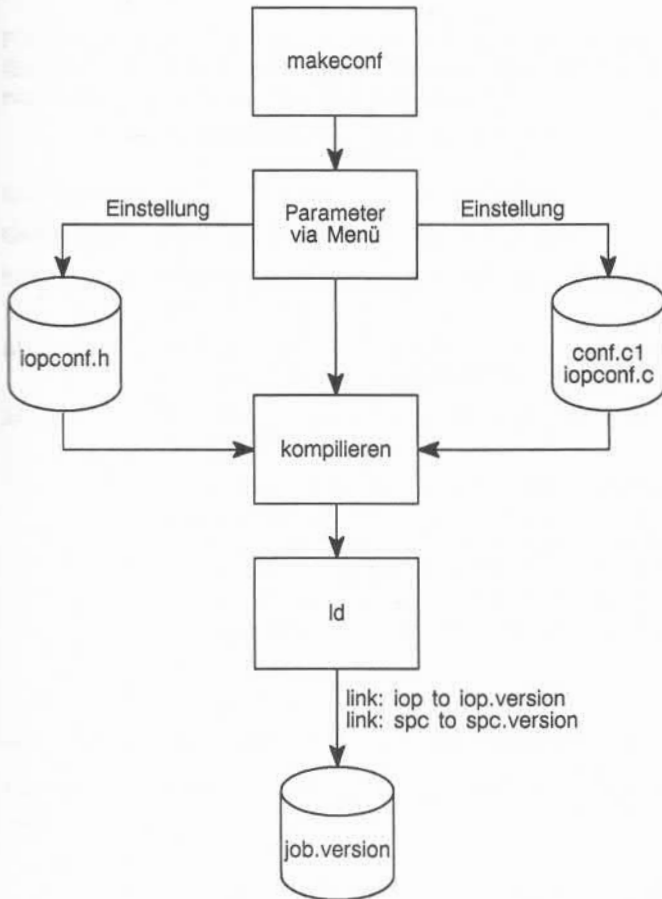 makeconf
Einstellung
Parameter
via Menü
Einstellung
iopconf.h
conf.c1
iopconf.c
kompilieren
ld
link: iop to iop.version
link: spc to spc.version
job.version